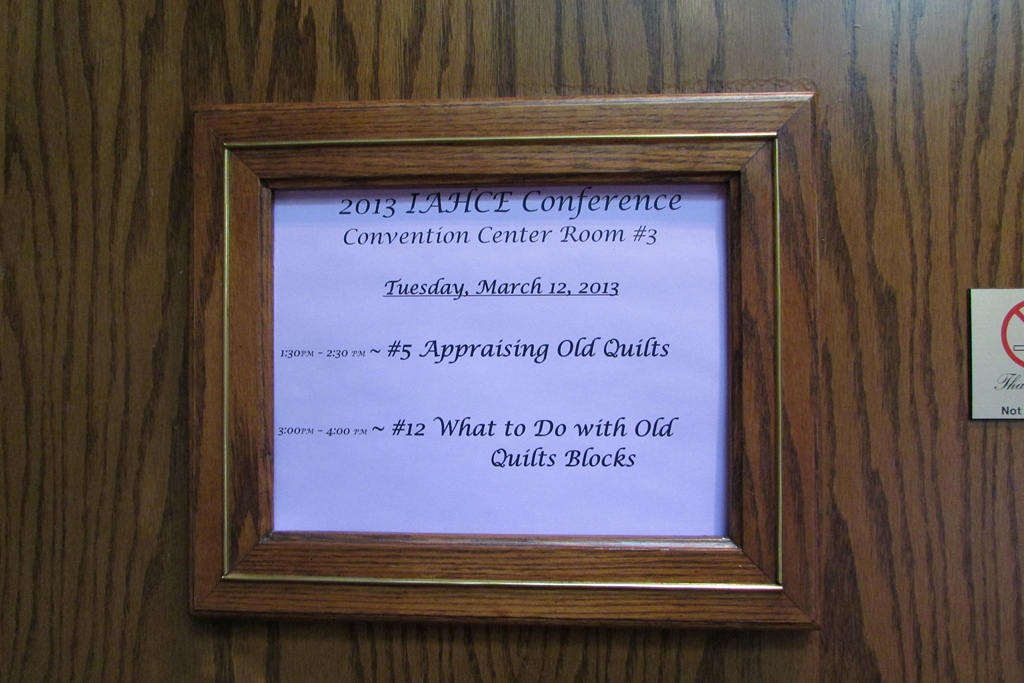 2013 IAHCE Conference
Convention Center Room #3
Tuesday, March 12, 2013
1:30PM – 2:30 PM ~ #5 Appraising Old Quilts
3:00PM – 4:00 PM ~ #12 What to Do with Old
Quilts Blocks
Not